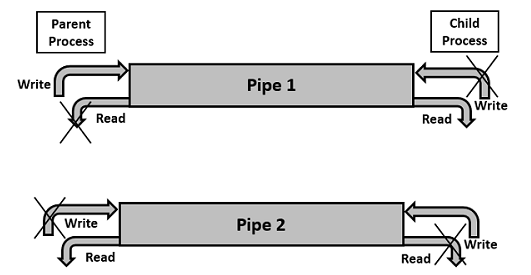 Parent
Process
Child
Process
Write
Pipe 1
Write
Read
Read
Write
Pipe 2
Write
Read
Read